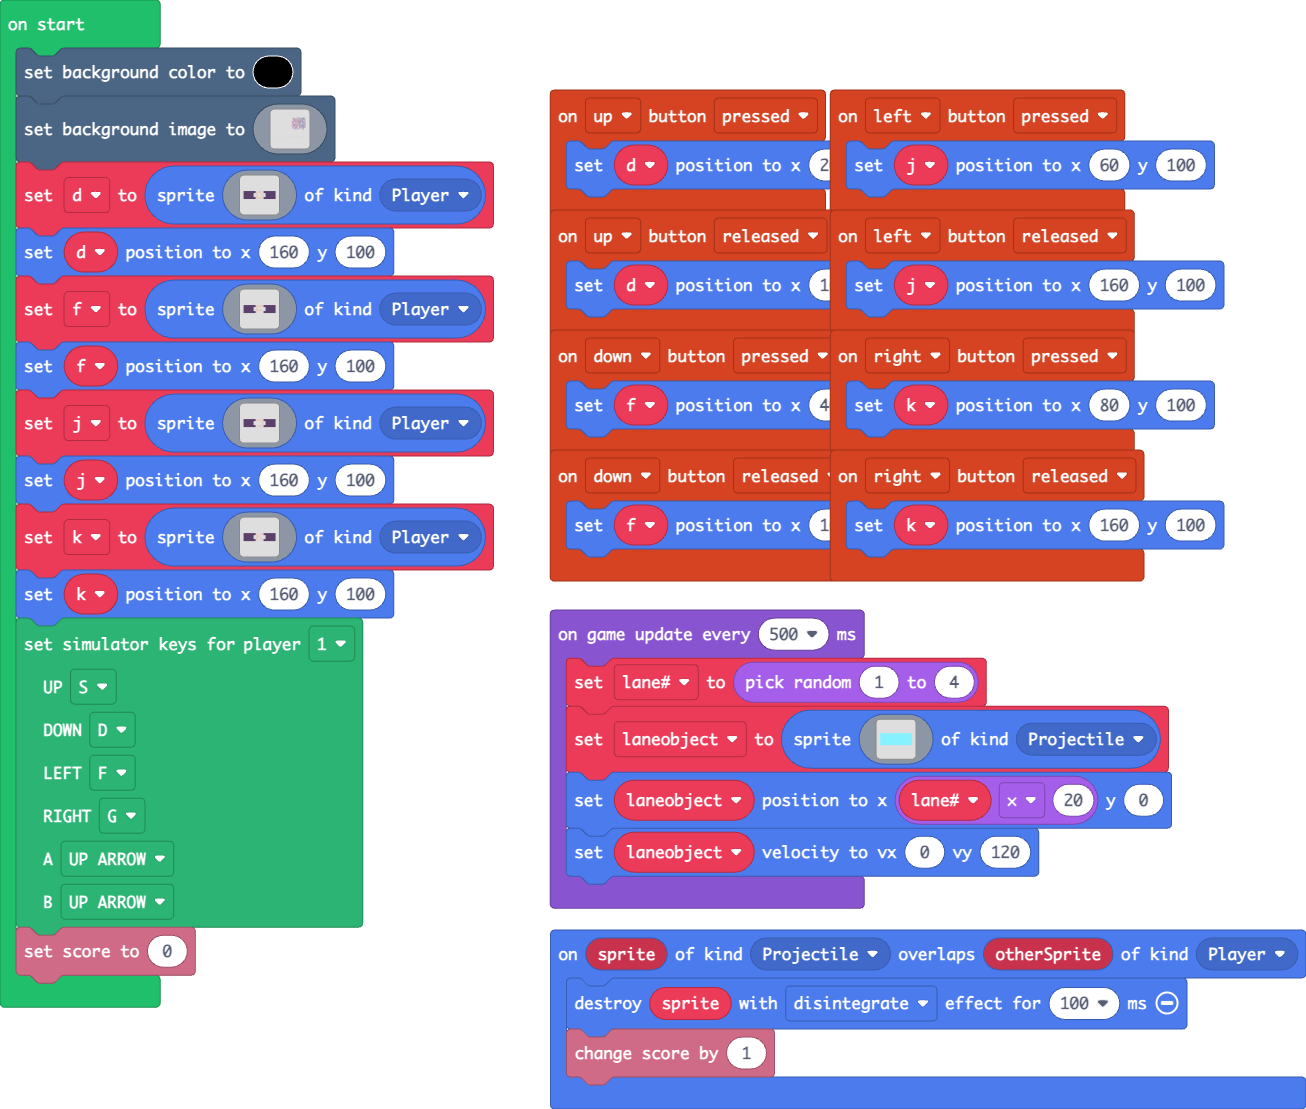 on start
set background color to
set background image to
set d to sprite of kind Player
set d position to x 160 y 100
set f to sprite of kind Player
set f position to x 160 y 100
set j to sprite of kind Player
set j position to x 160 y 100
set k to sprite of kind Player
set k position to x 160 y 100
set simulator keys for player 1
UP S
DOWN D
LEFT F
RIGHT G
A UP ARROW
B UP ARROW
set score to 0
on up button pressed
set d position to x 2
on up button released
set d position to x 1
on down button pressed
set f position to x 4
on down button released
set f position to x 1
on left button pressed
set j position to x 60 y 100
on left button released
set j position to x 160 y 100
on right button pressed
set k position to x 80 y 100
on right button released
set k position to x 160 y 100
on game update every 500 ms
set lane# to pick random 1 to 4
set laneobject to sprite of kind Projectile
set laneobject position to x lane# × 20 y 0
set laneobject velocity to vx 0 vy 120
on sprite of kind Projectile overlaps otherSprite of kind Player
destroy sprite with disintegrate effect for 100 ms
change score by 1